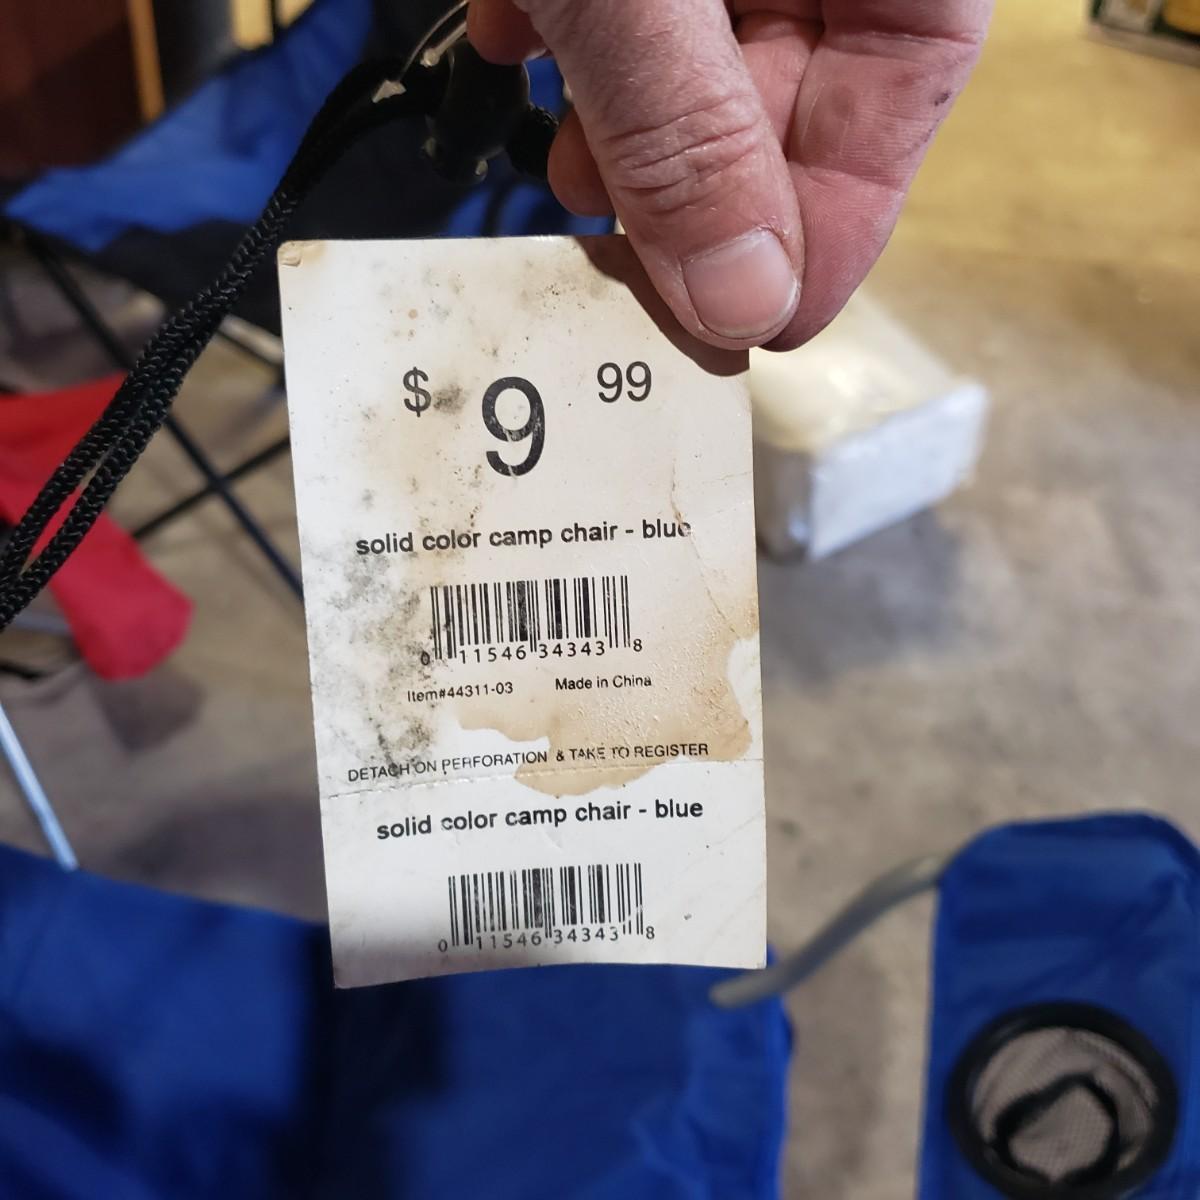 $ 9 99
solid color camp chair - blue
0 11546 34343 8
Item#44311-03 Made in China
DETACH ON PERFORATION & TAKE TO REGISTER
solid color camp chair - blue
0 11546 34343 8